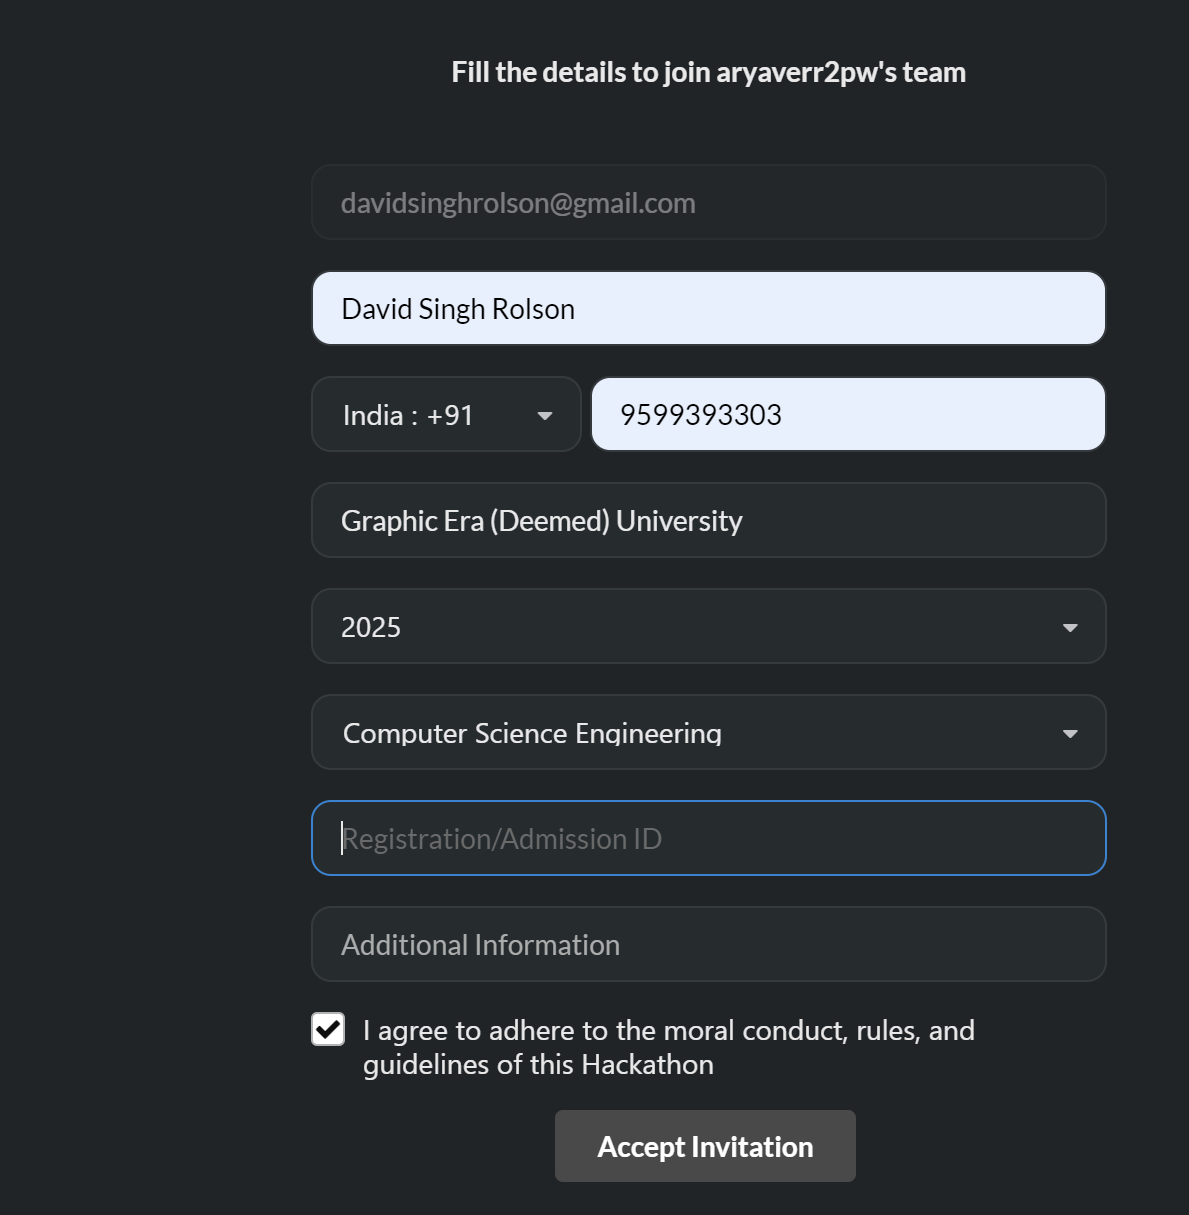 Fill the details to join aryaverr2pw's team
davidsinghrolson@gmail.com
David Singh Rolson
India : +91
9599393303
Graphic Era (Deemed) University
2025
Computer Science Engineering
Registration/Admission ID
Additional Information
I agree to adhere to the moral conduct, rules, and
guidelines of this Hackathon
Accept Invitation